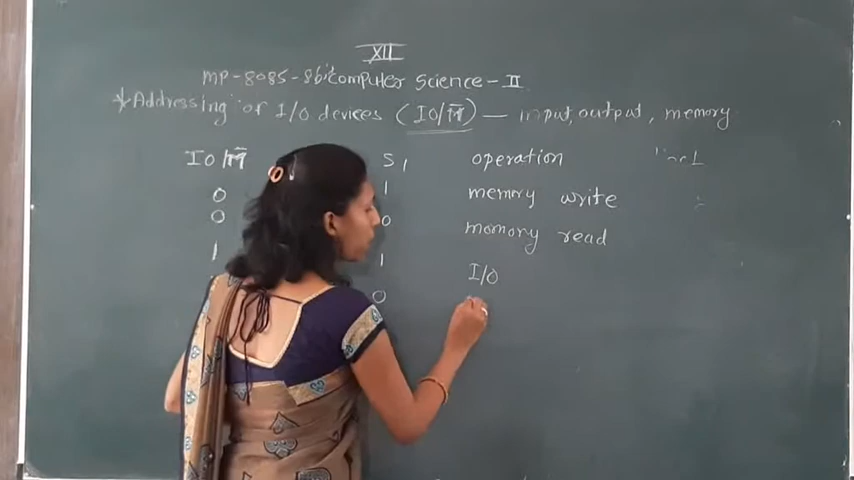 XII
MP-8085-8bit Computer Science-II
* Addressing of I/O devices (IO/M̅) — input, output, memory
IO/M̅ S1 operation
0 1 memory write
0 0 memory read
1 1 I/O
0